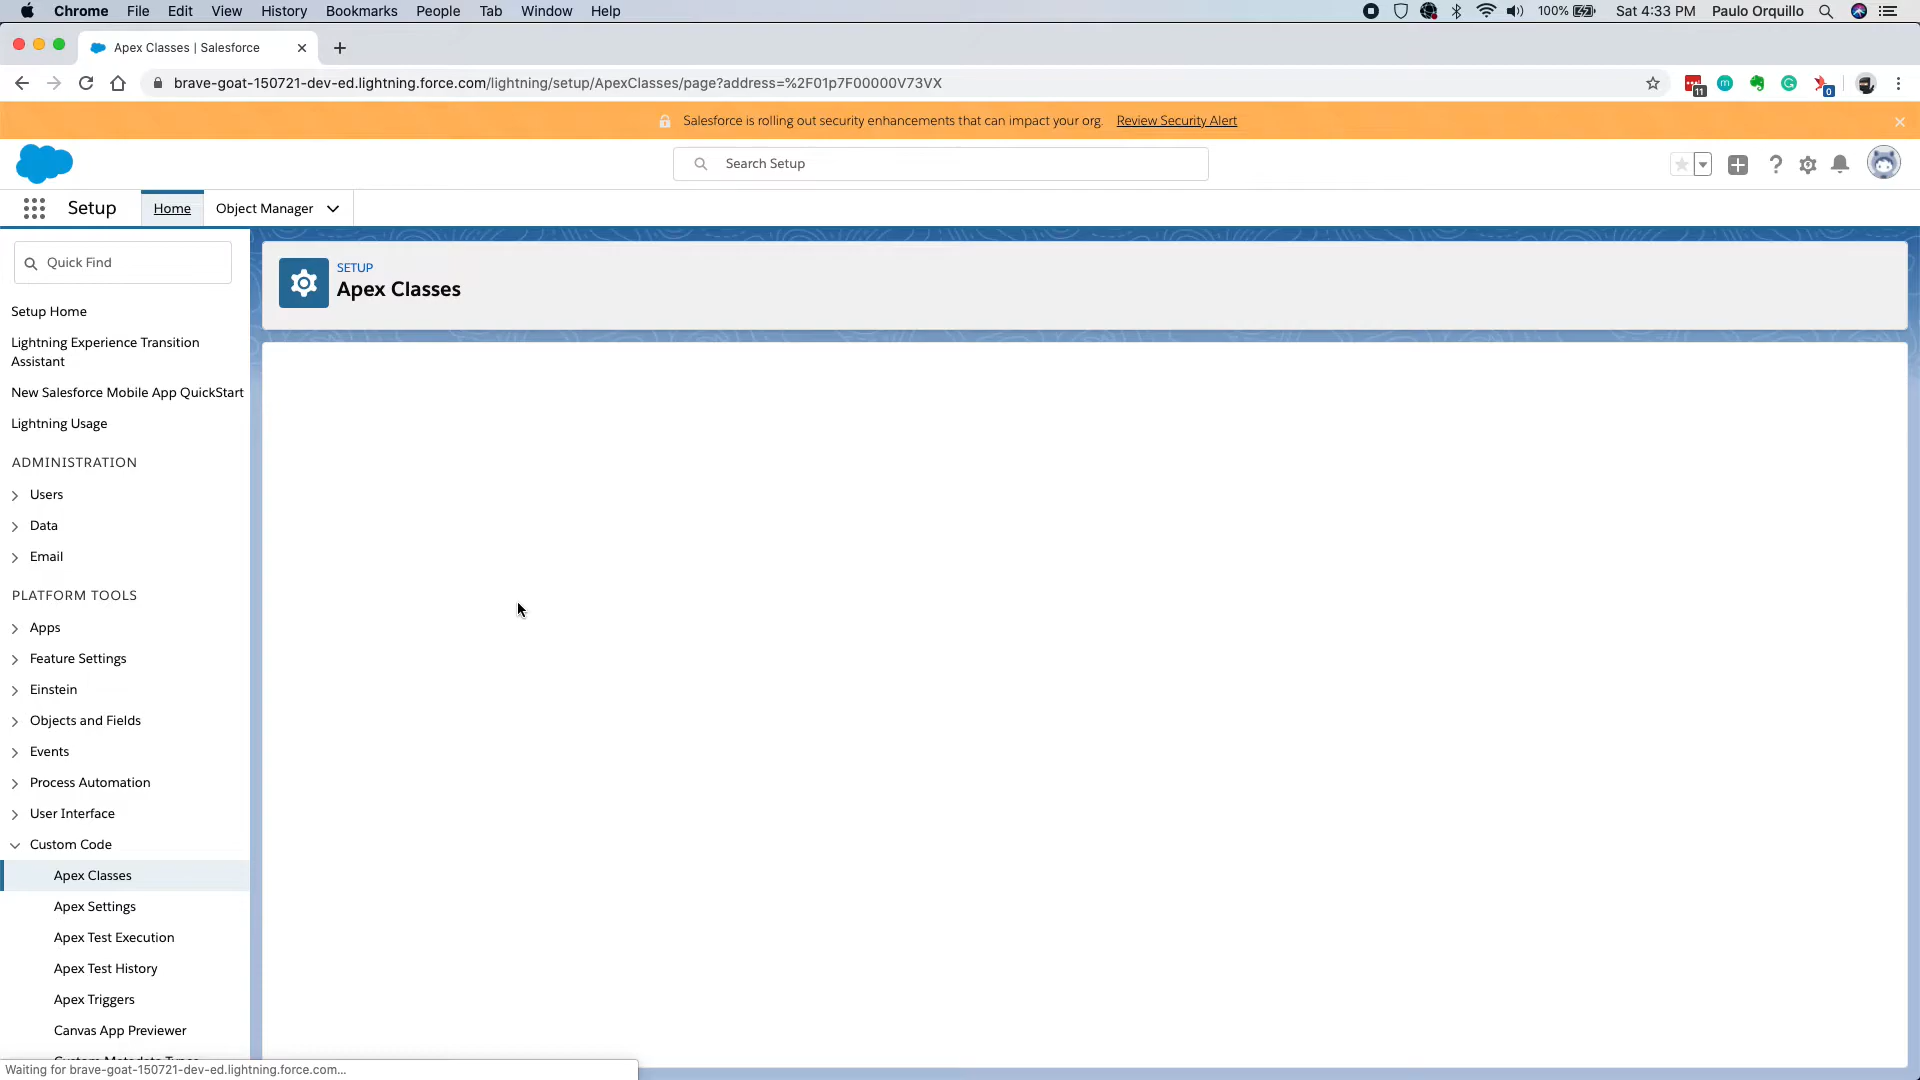 Chrome File Edit View History Bookmarks People Tab Window Help 100% Sat 4:33 PM Paulo Orquillo
Apex Classes | Salesforce
brave-goat-150721-dev-ed.lightning.force.com/lightning/setup/ApexClasses/page?address=%2F01p7F00000V73VX 11 m 0
Salesforce is rolling out security enhancements that can impact your org. Review Security Alert
Search Setup
Setup Home Object Manager
Quick Find
SETUP
Apex Classes
Setup Home
Lightning Experience Transition
Assistant
New Salesforce Mobile App QuickStart
Lightning Usage
ADMINISTRATION
Users
Data
Email
PLATFORM TOOLS
Apps
Feature Settings
Einstein
Objects and Fields
Events
Process Automation
User Interface
Custom Code
Apex Classes
Apex Settings
Apex Test Execution
Apex Test History
Apex Triggers
Canvas App Previewer
Custom Metadata Types
Waiting for brave-goat-150721-dev-ed.lightning.force.com...